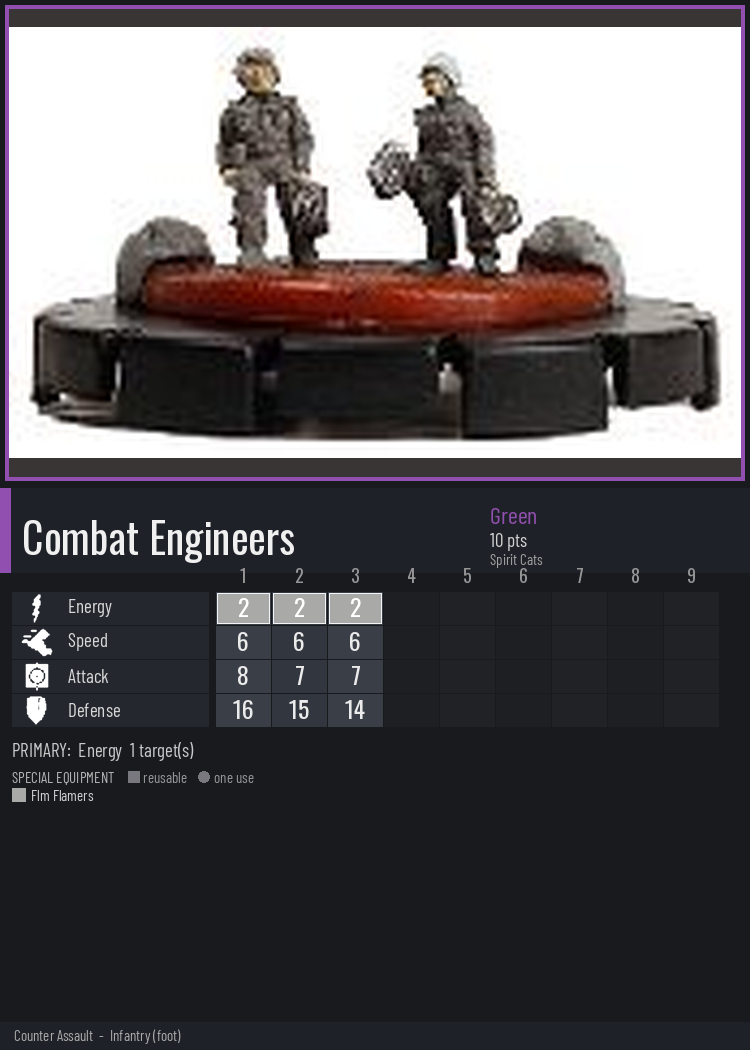 Combat Engineers
Green
10 pts
Spirit Cats
1 2 3 4 5 6 7 8 9
Energy 2 2 2
Speed 6 6 6
Attack 8 7 7
Defense 16 15 14
PRIMARY: Energy 1 target(s)
SPECIAL EQUIPMENT reusable one use
Flm Flamers
Counter Assault - Infantry (foot)